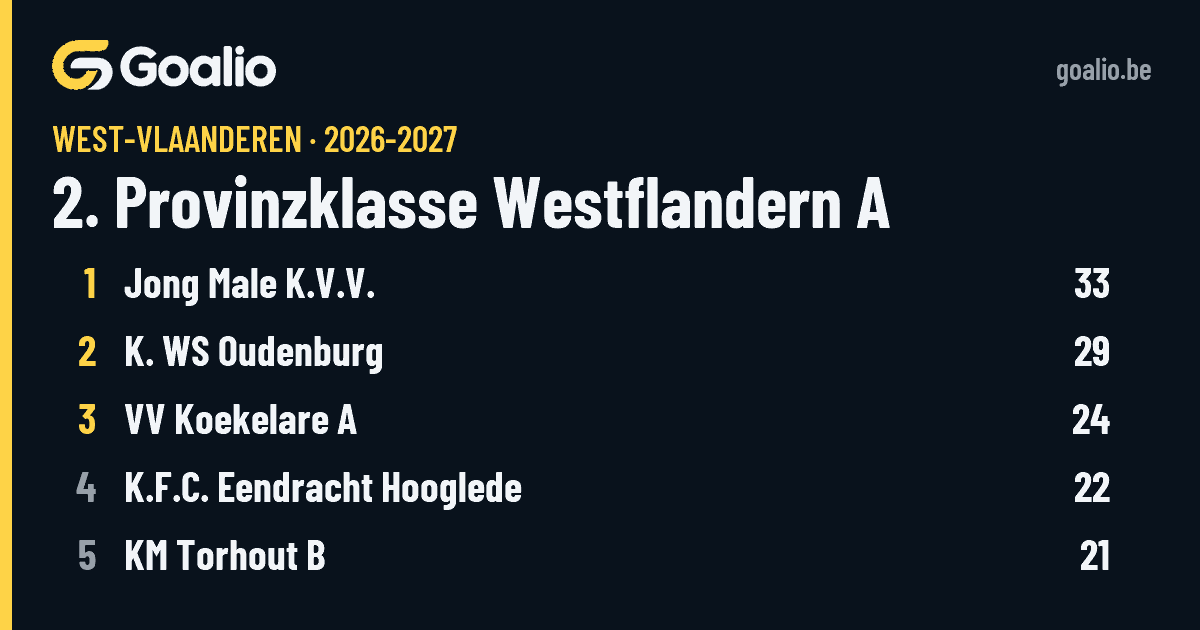 Goalio
goalio.be
WEST-VLAANDEREN · 2026-2027
2. Provinzklasse Westflandern A
1 Jong Male K.V.V. 33
2 K. WS Oudenburg 29
3 VV Koekelare A 24
4 K.F.C. Eendracht Hooglede 22
5 KM Torhout B 21